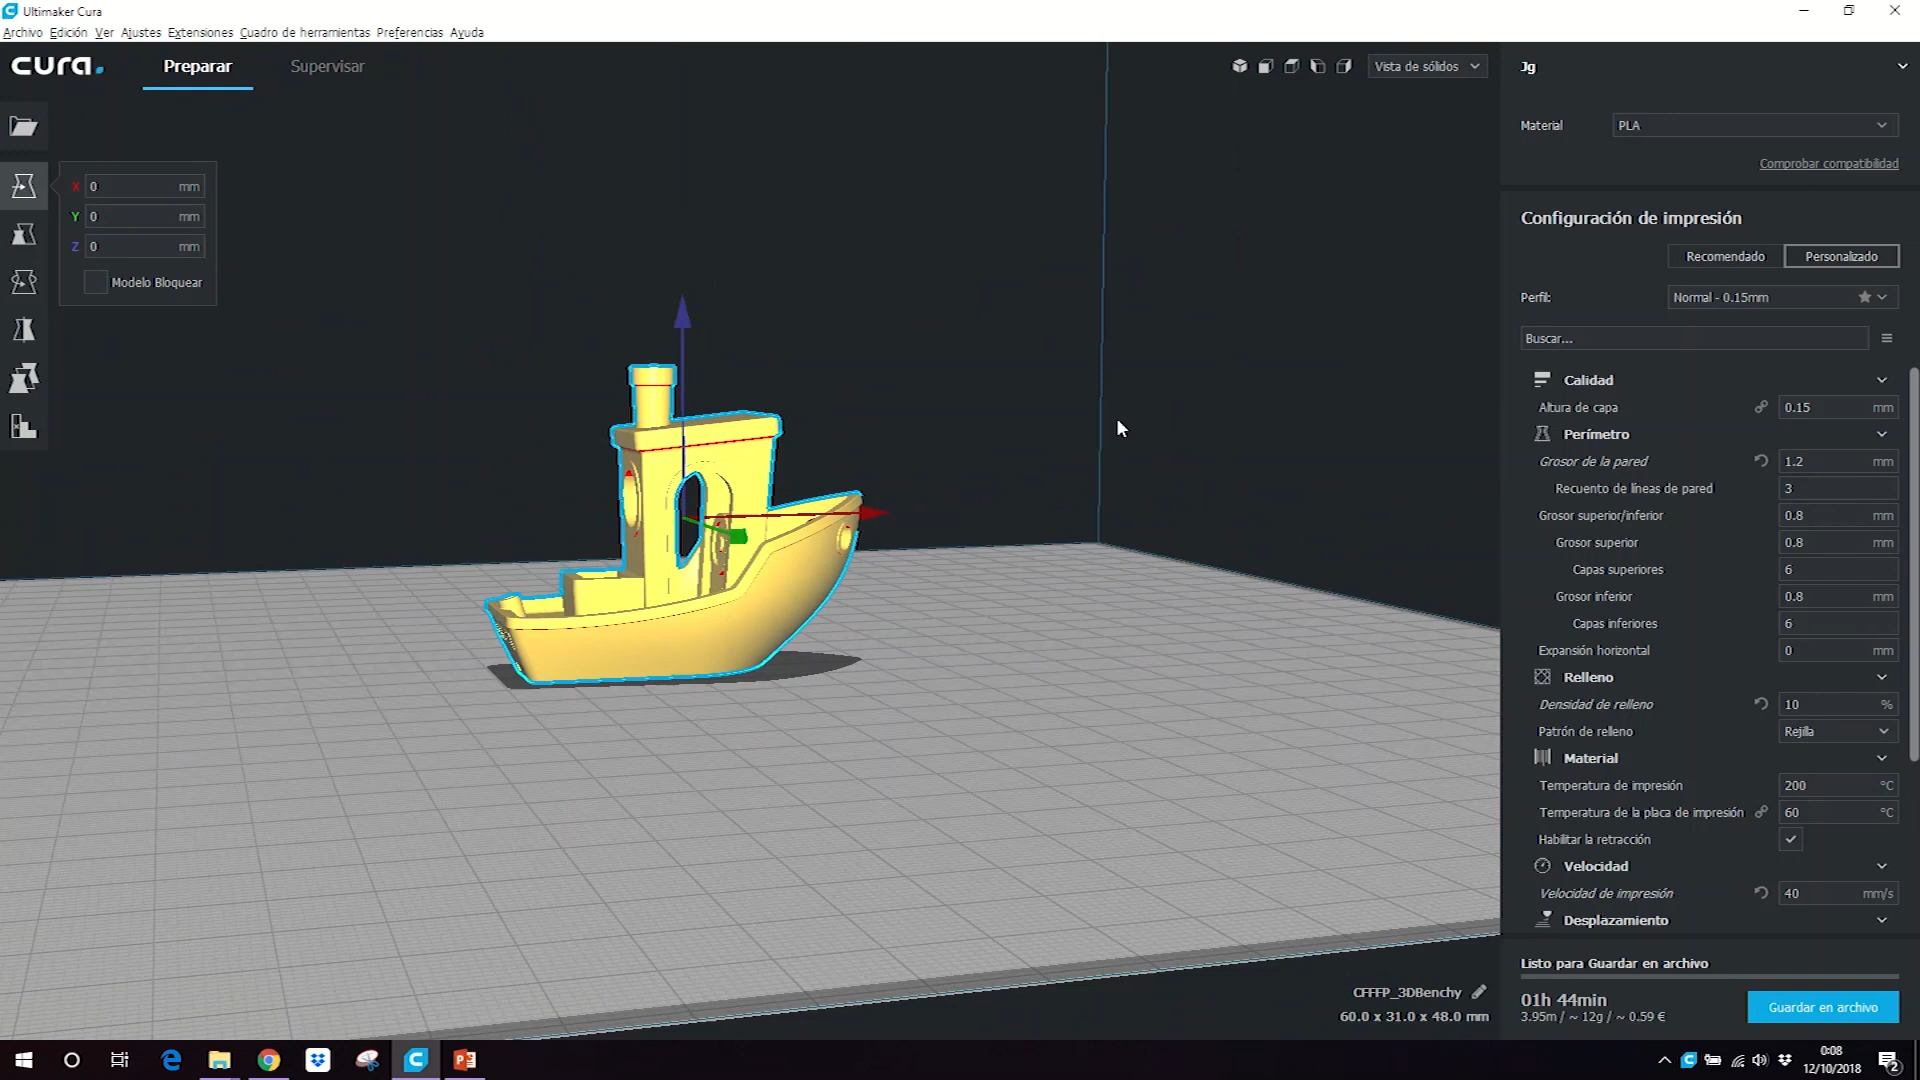 Ultimaker Cura
Archivo Edición Ver Ajustes Extensiones Cuadro de herramientas Preferencias Ayuda
cura.
Preparar
Supervisar
Vista de sólidos
Jg
Material
PLA
Comprobar compatibilidad
X 0 mm
Y 0 mm
Z 0 mm
Modelo Bloquear
Configuración de impresión
Recomendado
Personalizado
Perfil:
Normal - 0.15mm
Buscar...
Calidad
Altura de capa 0.15 mm
Perímetro
Grosor de la pared 1.2 mm
Recuento de líneas de pared 3
Grosor superior/inferior 0.8 mm
Grosor superior 0.8 mm
Capas superiores 6
Grosor inferior 0.8 mm
Capas inferiores 6
Expansión horizontal 0 mm
Relleno
Densidad de relleno 10 %
Patrón de relleno Rejilla
Material
Temperatura de impresión 200 °C
Temperatura de la placa de impresión 60 °C
Habilitar la retracción
Velocidad
Velocidad de impresión 40 mm/s
Desplazamiento
Listo para Guardar en archivo
01h 44min
3.95m / ~ 12g / ~ 0.59 €
Guardar en archivo
CFFFP_3DBenchy
60.0 x 31.0 x 48.0 mm
0:08
12/10/2018
2